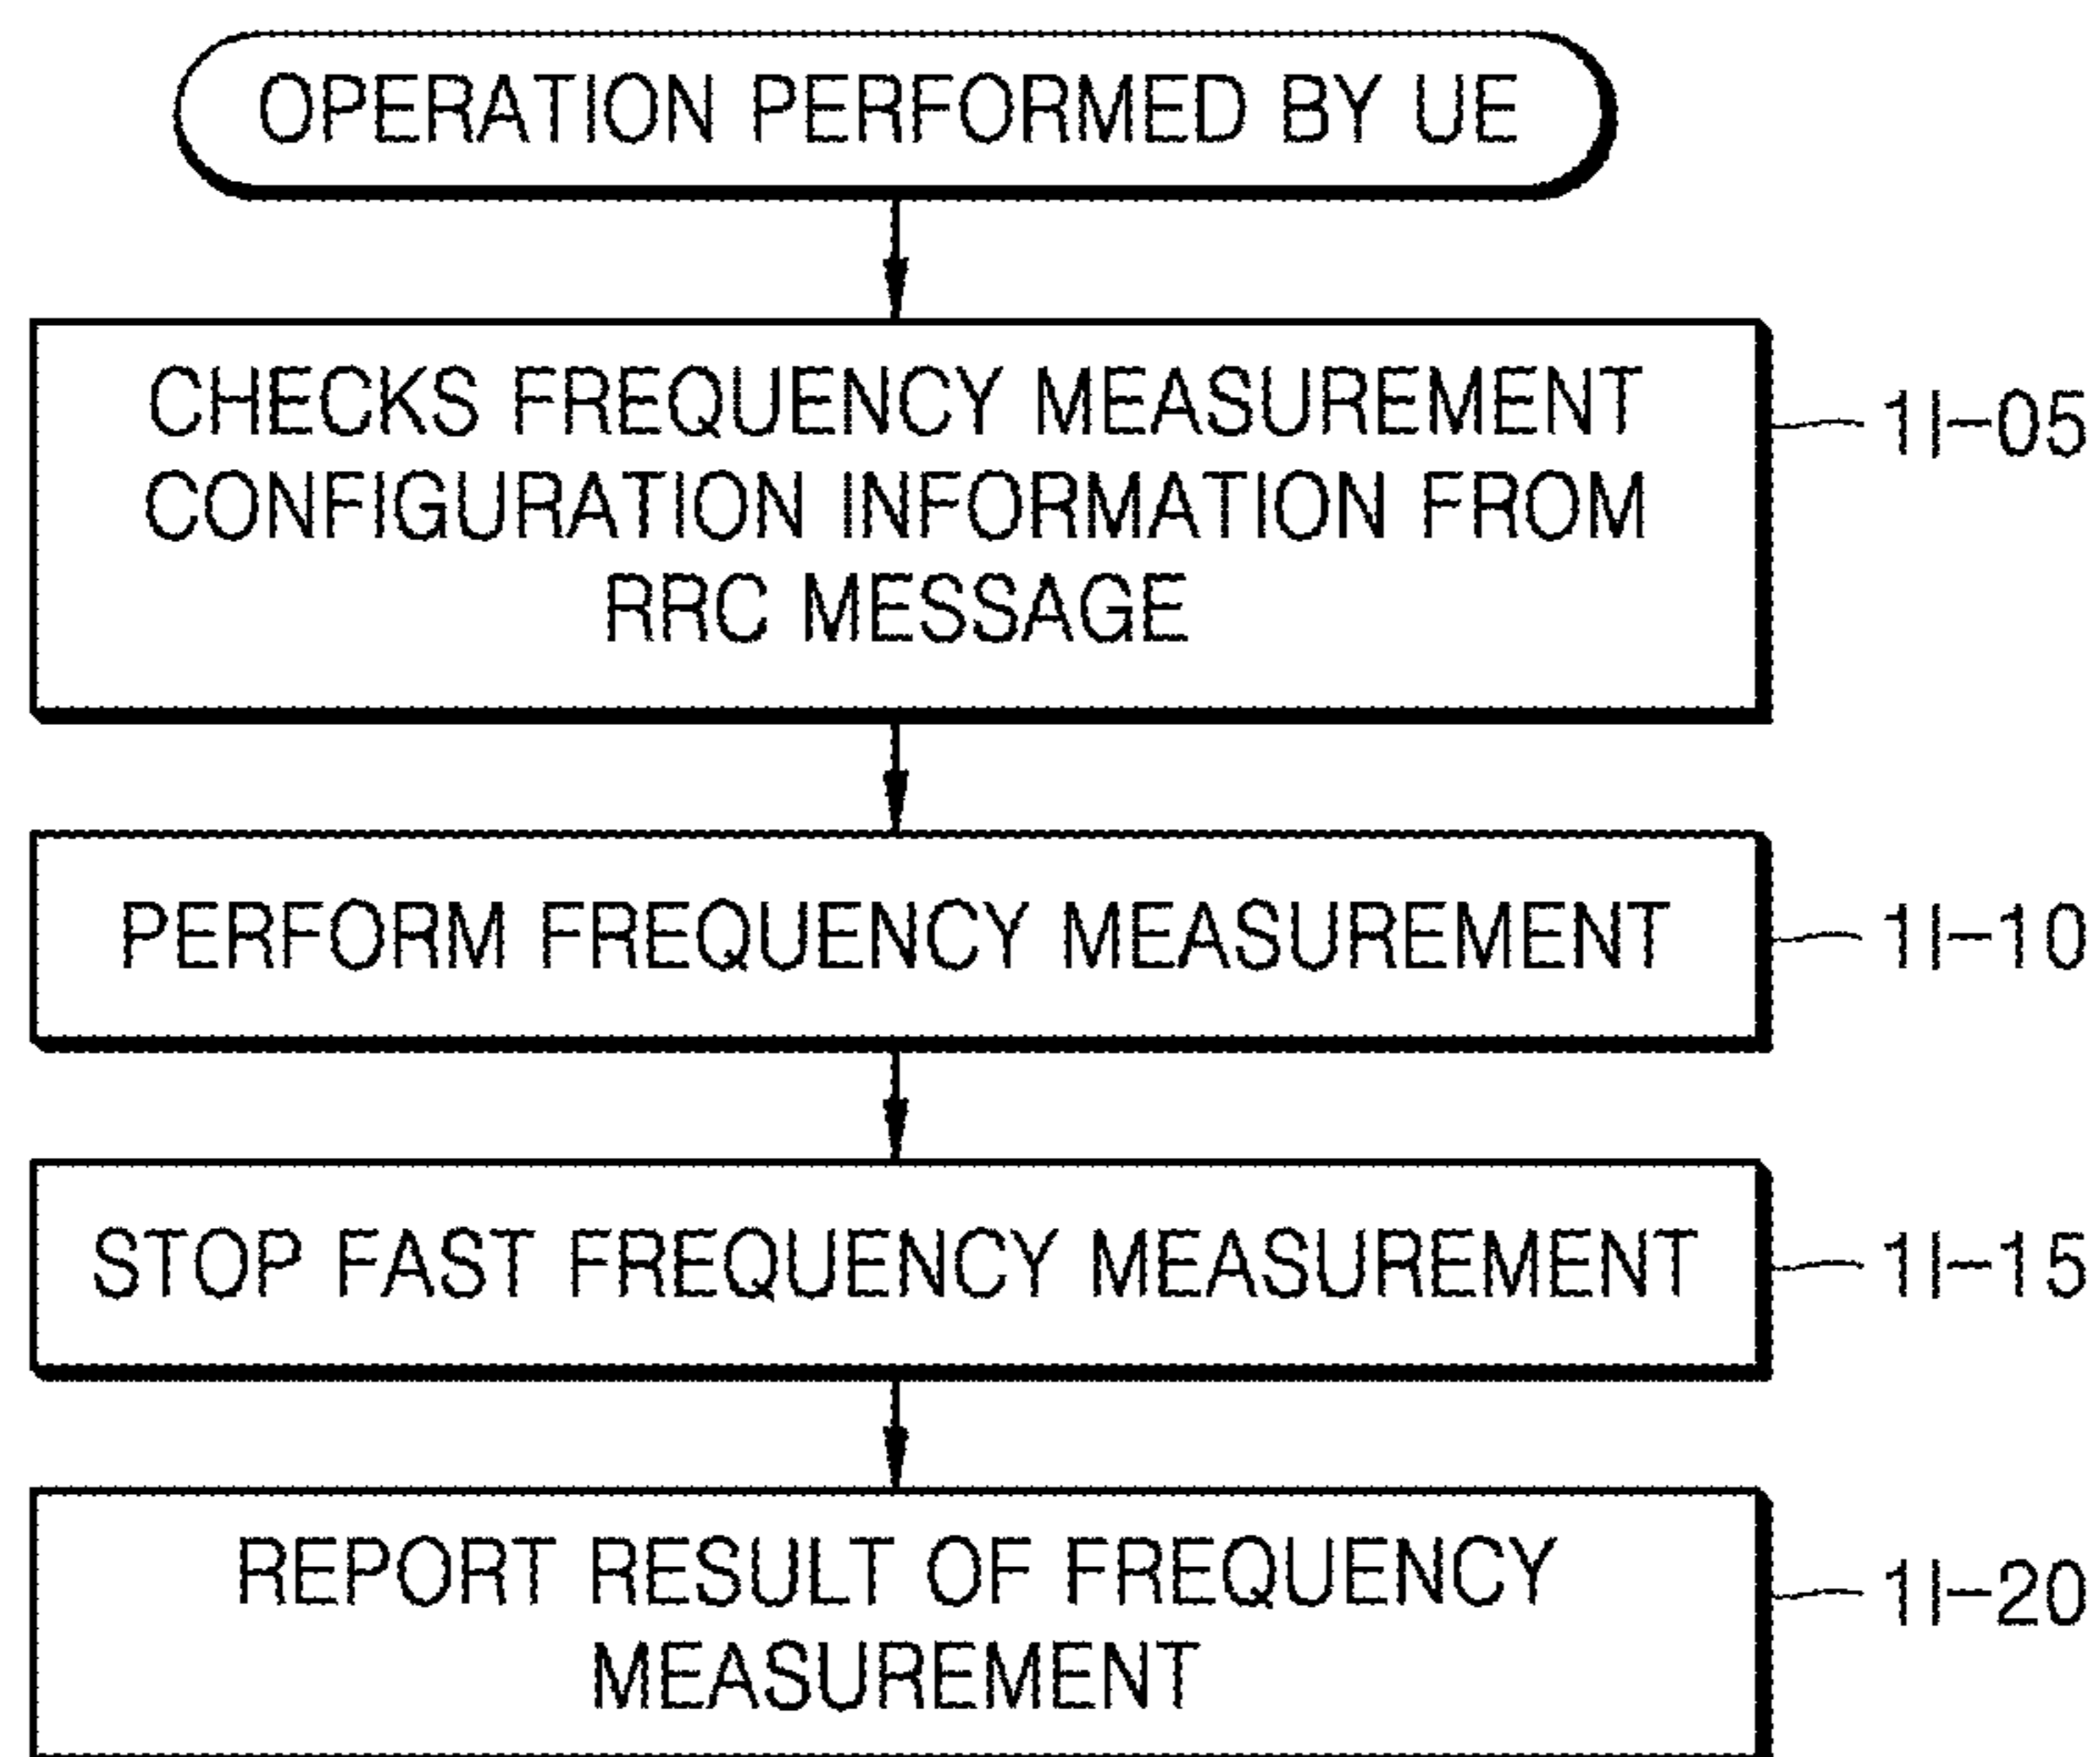 OPERATION PERFORMED BY UE
CHECKS FREQUENCY MEASUREMENT
CONFIGURATION INFORMATION FROM
RRC MESSAGE
1l-05
PERFORM FREQUENCY MEASUREMENT
1l-10
STOP FAST FREQUENCY MEASUREMENT
1l-15
REPORT RESULT OF FREQUENCY
MEASUREMENT
1l-20